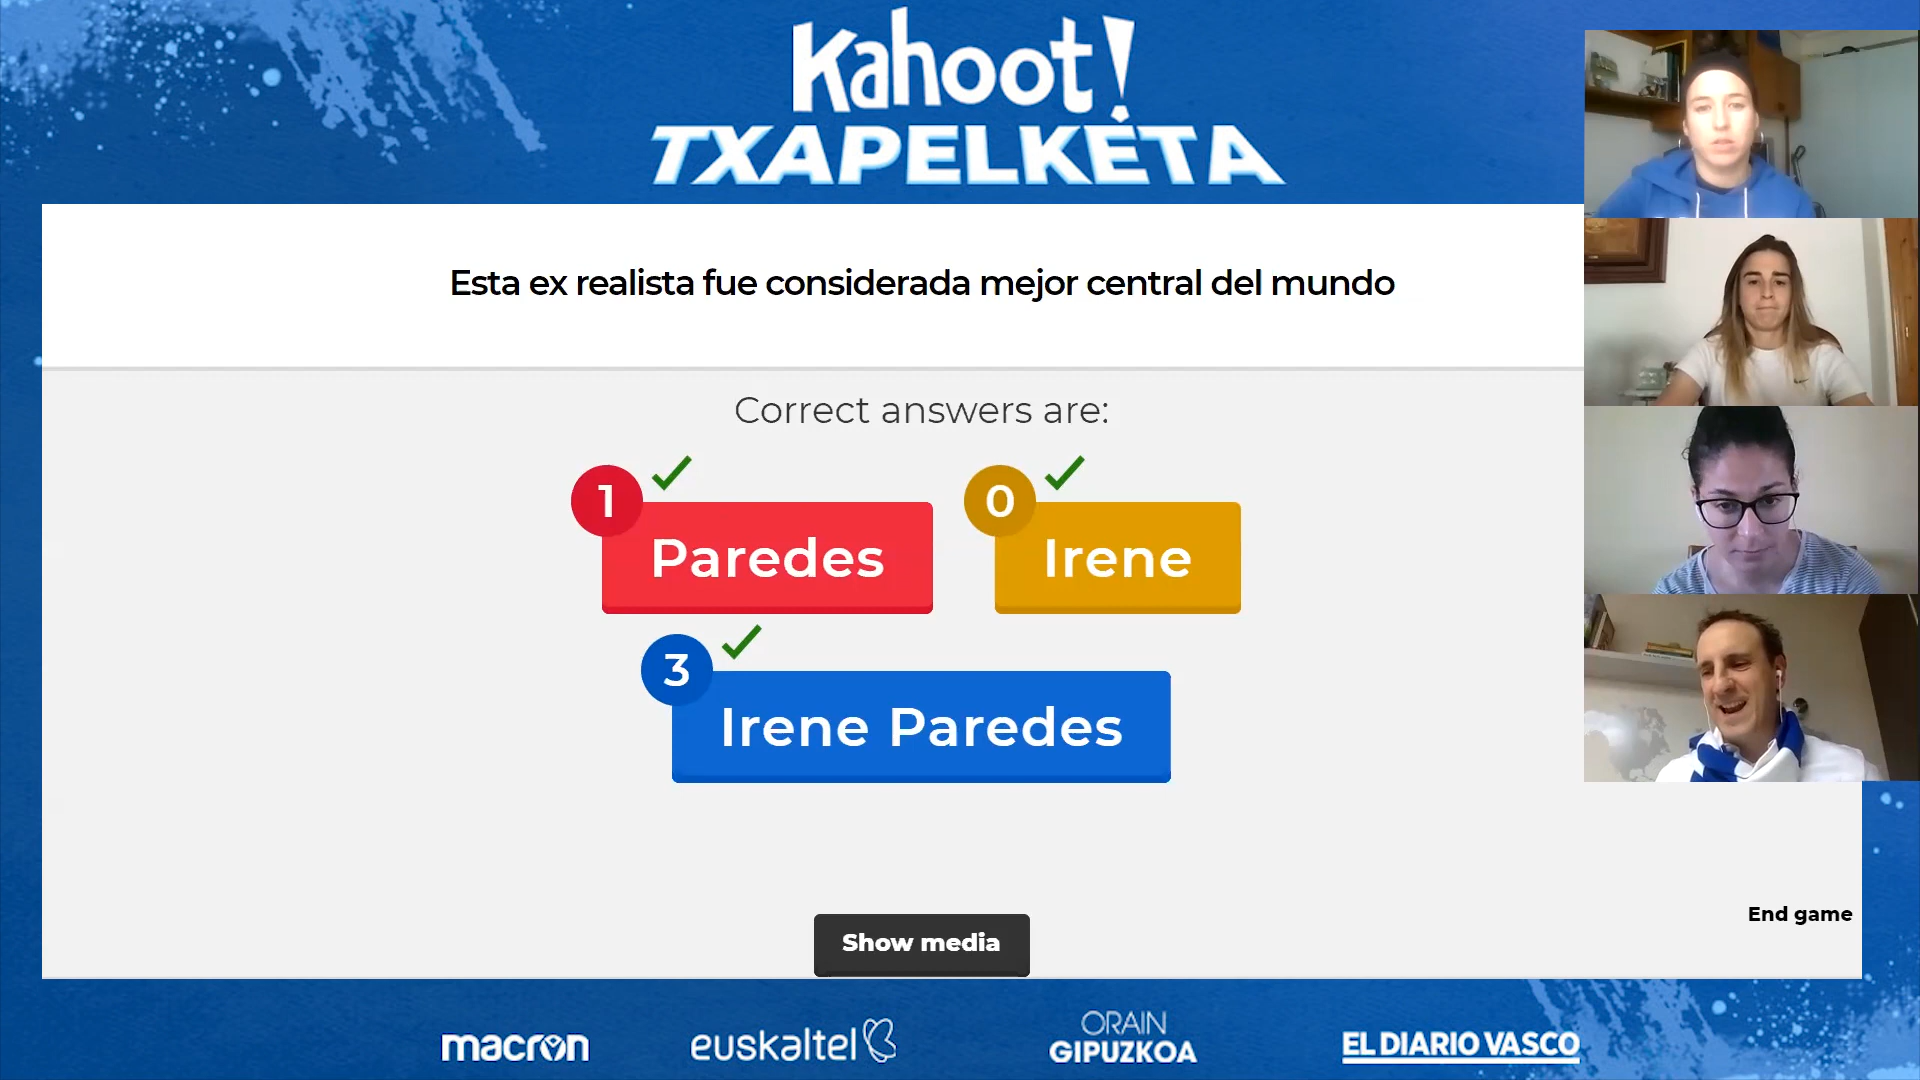 Kahoot!
TXAPELKETA
Esta ex realista fue considerada mejor central del mundo
Correct answers are:
1 Paredes
0 Irene
3 Irene Paredes
Show media
End game
macron
euskaltel
ORAIN
GIPUZKOA
EL DIARIO VASCO